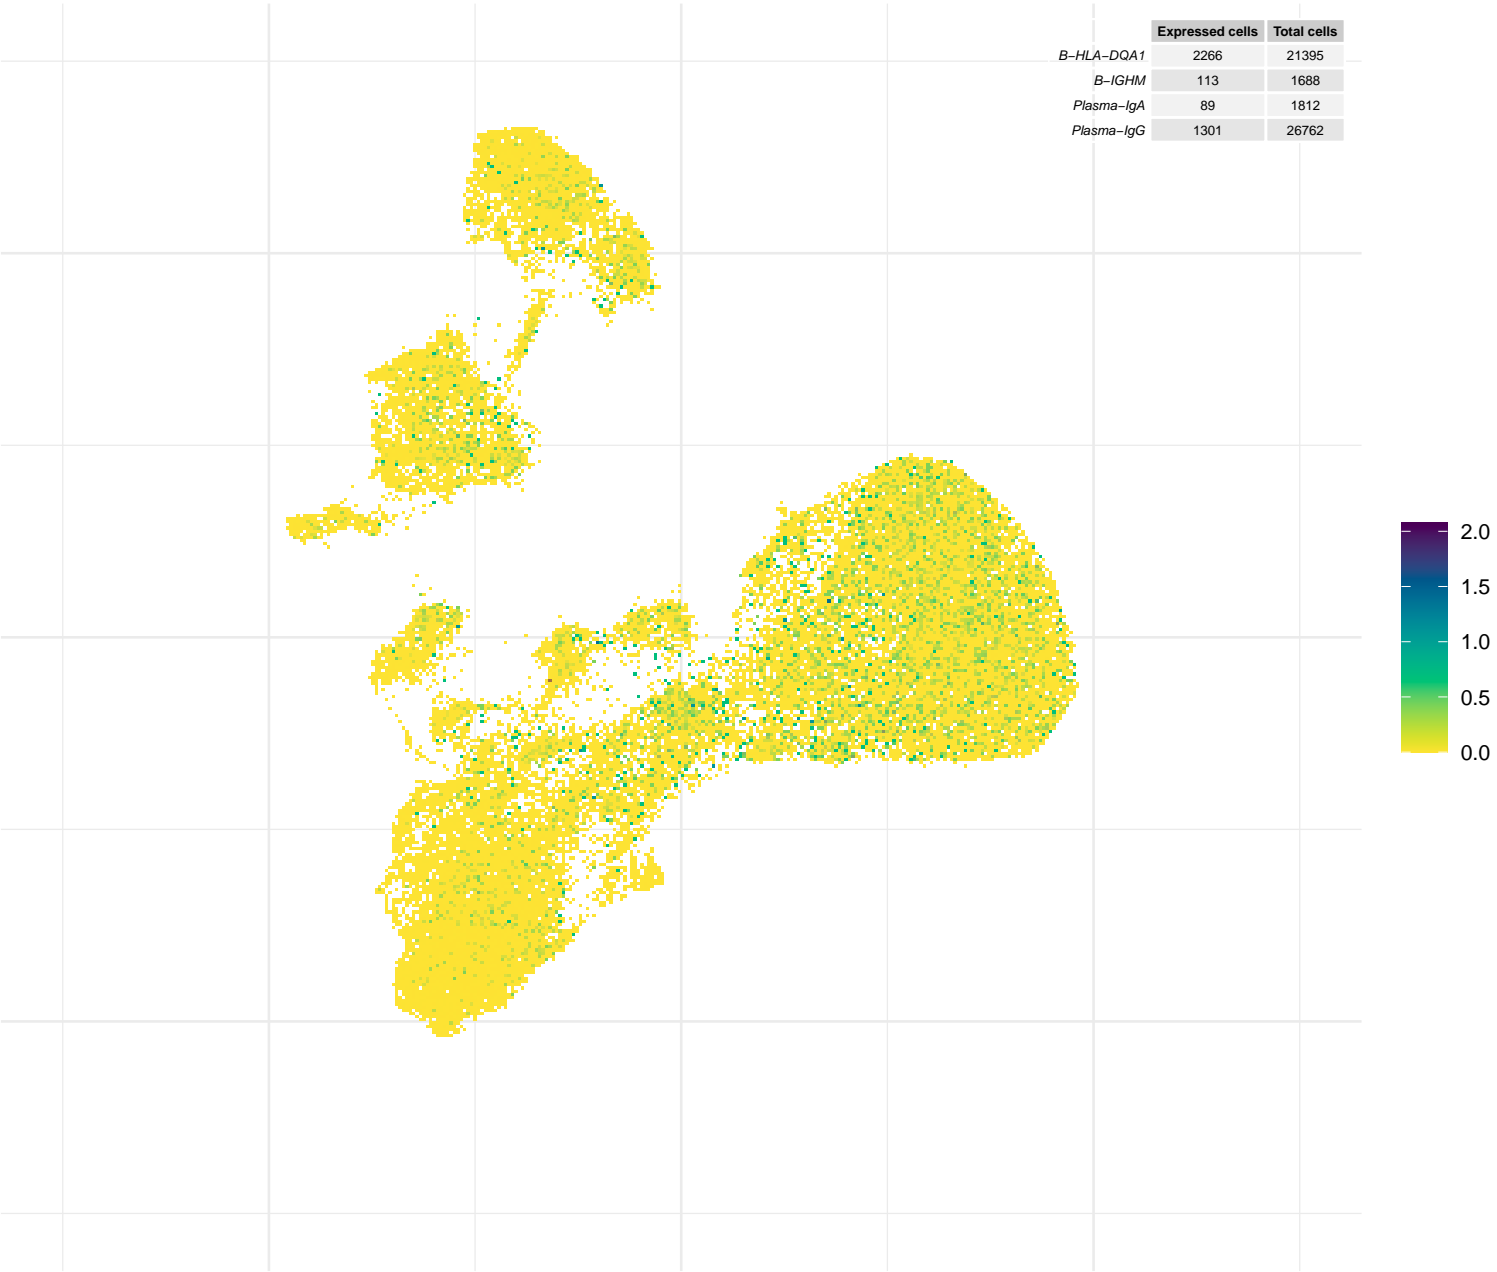 Expressed cells Total cells
B−HLA−DQA1 2266 21395
B−IGHM 113 1688
Plasma−IgA 89 1812
Plasma−IgG 1301 26762
2.0
1.5
1.0
0.5
0.0